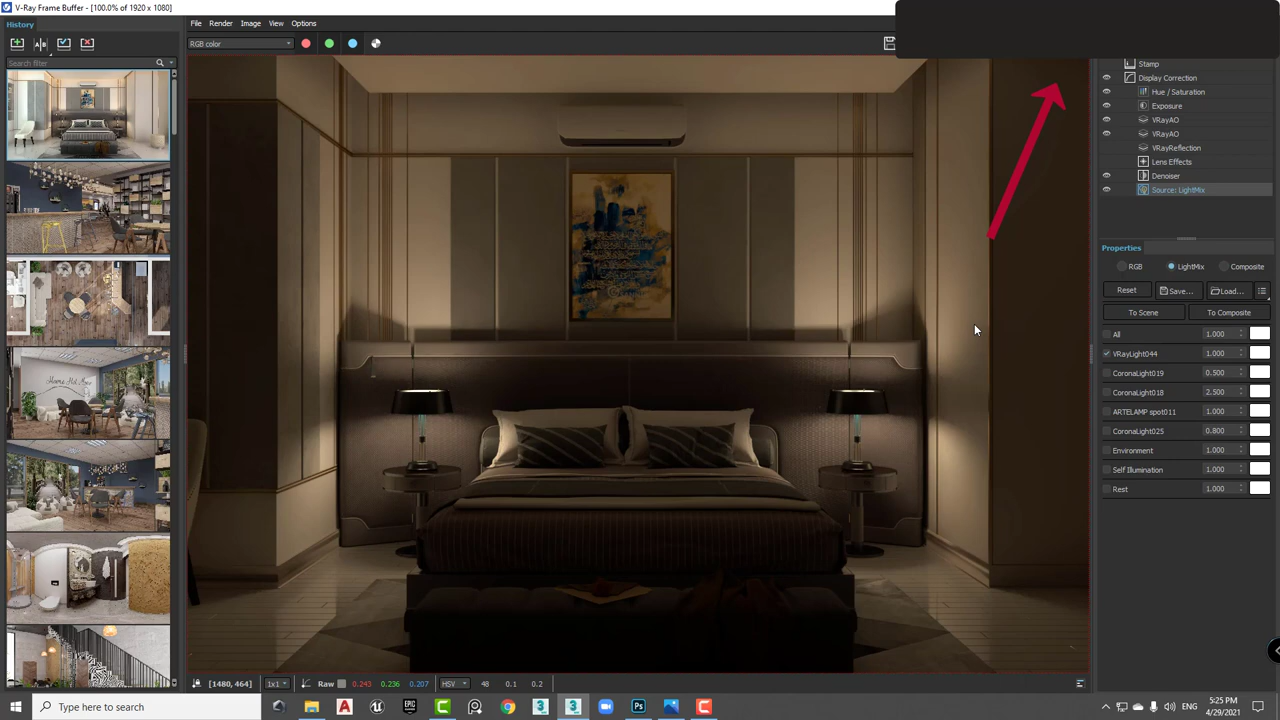 V-Ray Frame Buffer - [100.0% of 1920 x 1080]
History
File Render Image View Options
RGB color
Search filter
Stamp
Display Correction
Hue / Saturation
Exposure
VRayAO
VRayAO
VRayReflection
Lens Effects
Denoiser
Source: LightMix
Properties
RGB LightMix Composite
Reset Save... Load...
To Scene To Composite
All 1.000
VRayLight044 1.000
CoronaLight019 0.500
CoronaLight018 2.500
ARTELAMP spot011 1.000
CoronaLight025 0.800
Environment 1.000
Self Illumination 1.000
Rest 1.000
[1480, 464] 1x1 Raw 0.243 0.236 0.207 HSV 48 0.1 0.2
Type here to search
ENG
5:25 PM
4/29/2021